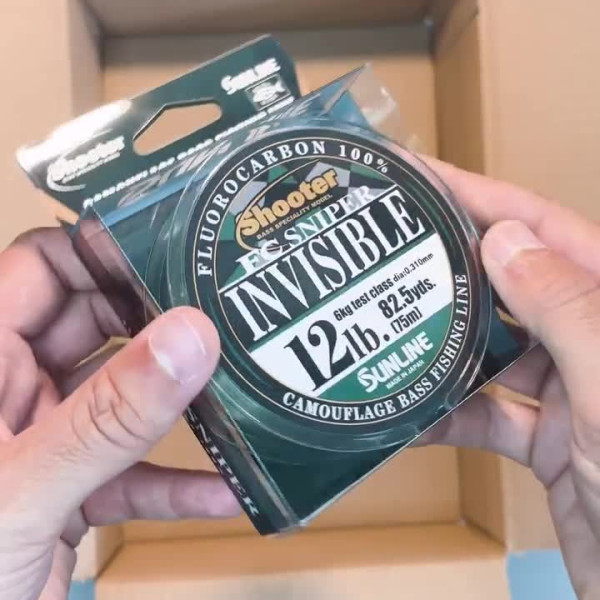 SUNLINE
Shooter
FLUOROCARBON 100%
Shooter
BASS SPECIALITY MODEL
FC SNIPER
INVISIBLE
6kg test class dia:0.310mm
12lb. 82.5yds.
(75m)
SUNLINE
MADE IN JAPAN
CAMOUFLAGE BASS FISHING LINE
SNIPER